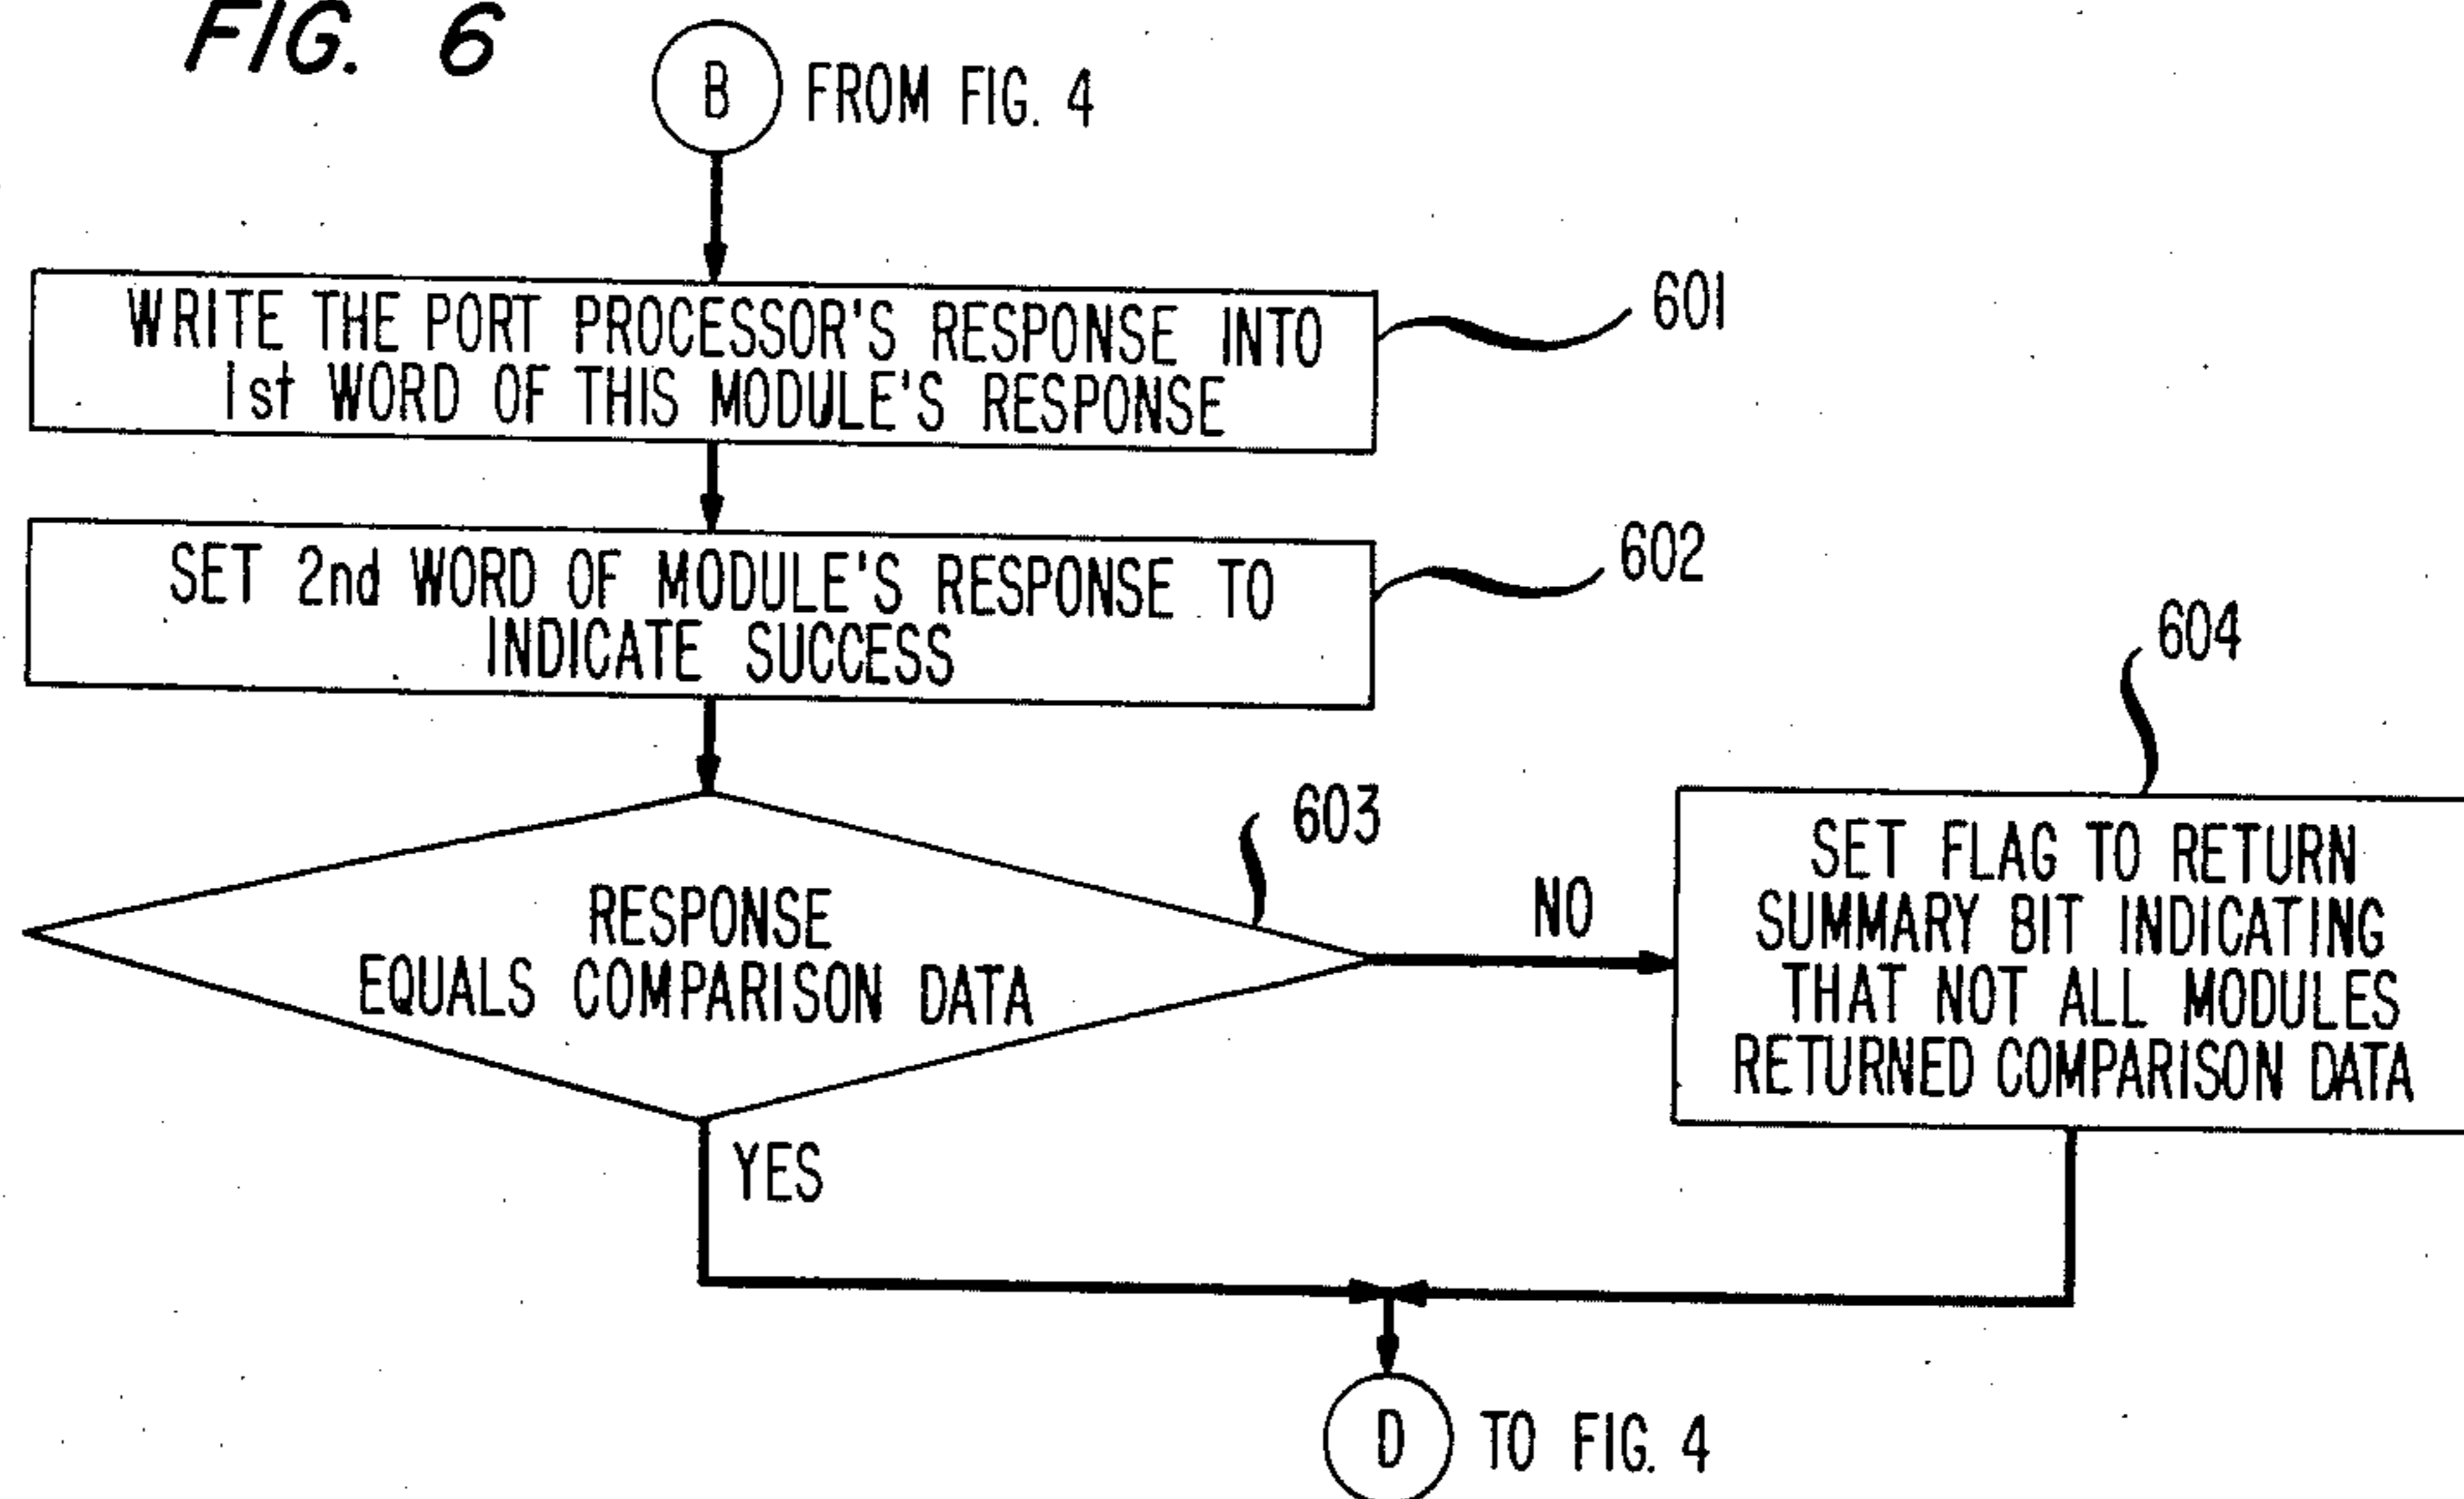 FIG. 6
B FROM FIG. 4
WRITE THE PORT PROCESSOR'S RESPONSE INTO
1st WORD OF THIS MODULE'S RESPONSE
601
SET 2nd WORD OF MODULE'S RESPONSE TO
INDICATE SUCCESS
602
RESPONSE
EQUALS COMPARISON DATA
603
NO
YES
604
SET FLAG TO RETURN
SUMMARY BIT INDICATING
THAT NOT ALL MODULES
RETURNED COMPARISON DATA
D TO FIG. 4